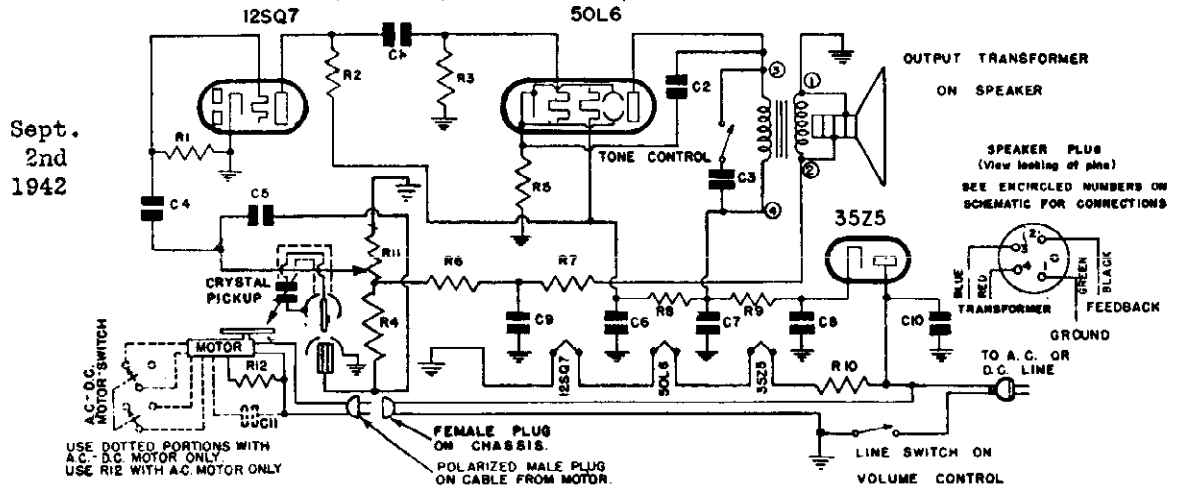 12SQ7
50L6
OUTPUT TRANSFORMER
ON SPEAKER
Sept.
2nd
1942
R1
R2
R3
C2
R5
TONE CONTROL
C3
3
1
2
4
SPEAKER PLUG
(View looking at pins)
SEE ENCIRCLED NUMBERS ON
SCHEMATIC FOR CONNECTIONS
C4
C5
R11
CRYSTAL
PICKUP
R4
R6
R7
C9
C6
R8
C7
R9
C8
35Z5
C10
2
3
4
1
BLUE
RED
GREEN
BLACK
TRANSFORMER
FEEDBACK
GROUND
TO A.C. OR
D.C. LINE
MOTOR
R12
C11
A.C.-D.C.
MOTOR SWITCH
12SQ7
50L6
35Z5
R10
USE DOTTED PORTIONS WITH
A.C.-D.C. MOTOR ONLY.
USE R12 WITH A.C. MOTOR ONLY
FEMALE PLUG
ON CHASSIS.
POLARIZED MALE PLUG
ON CABLE FROM MOTOR.
LINE SWITCH ON
VOLUME CONTROL